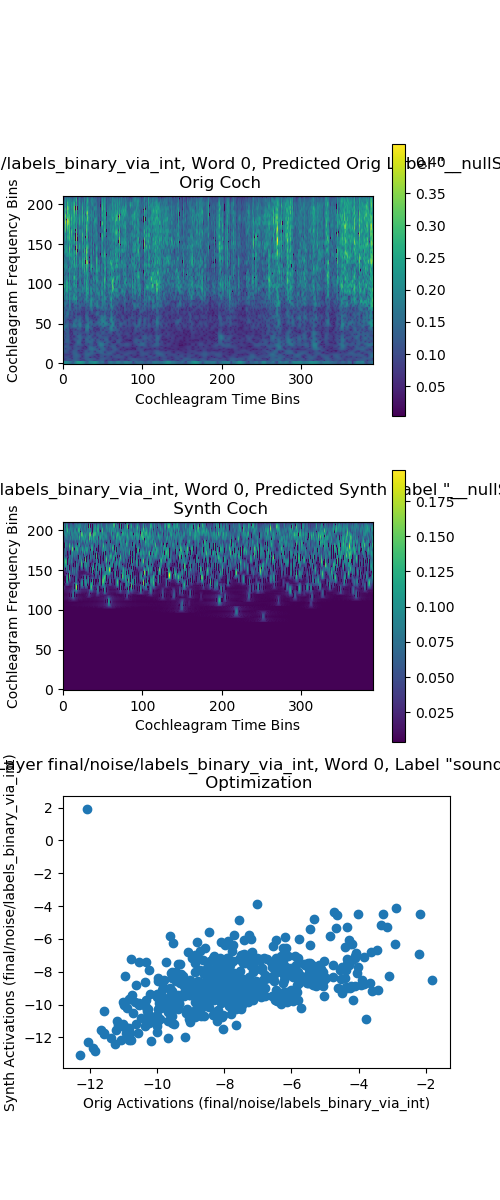 /labels_binary_via_int, Word 0, Predicted Orig Label "__nullS
Orig Coch
Cochleagram Frequency Bins
200
150
100
50
0
0 100 200 300
Cochleagram Time Bins
0.40
0.35
0.30
0.25
0.20
0.15
0.10
0.05
labels_binary_via_int, Word 0, Predicted Synth Label "__nullS
Synth Coch
Cochleagram Frequency Bins
200
150
100
50
0
0 100 200 300
Cochleagram Time Bins
0.175
0.150
0.125
0.100
0.075
0.050
0.025
Layer final/noise/labels_binary_via_int, Word 0, Label "sound
Optimization
Synth Activations (final/noise/labels_binary_via_int)
2
0
−2
−4
−6
−8
−10
−12
−12 −10 −8 −6 −4 −2
Orig Activations (final/noise/labels_binary_via_int)